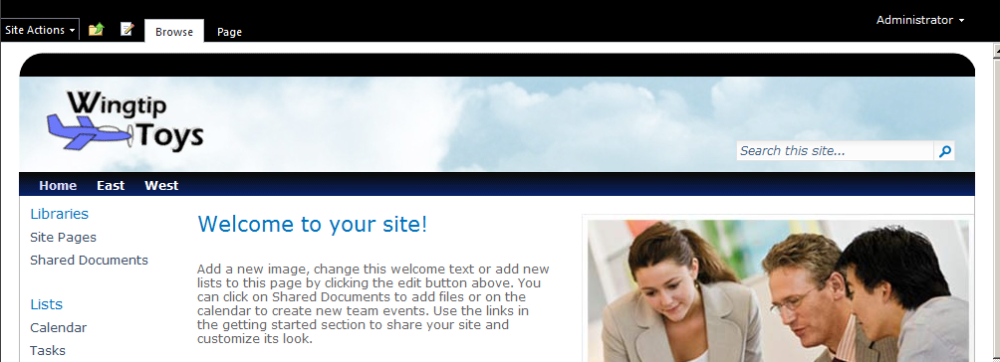 Administrator
Site Actions
Browse
Page
Wingtip
Toys
Search this site...
Home East West
Libraries
Site Pages
Shared Documents
Lists
Calendar
Tasks
Welcome to your site!
Add a new image, change this welcome text or add new
lists to this page by clicking the edit button above. You
can click on Shared Documents to add files or on the
calendar to create new team events. Use the links in
the getting started section to share your site and
customize its look.